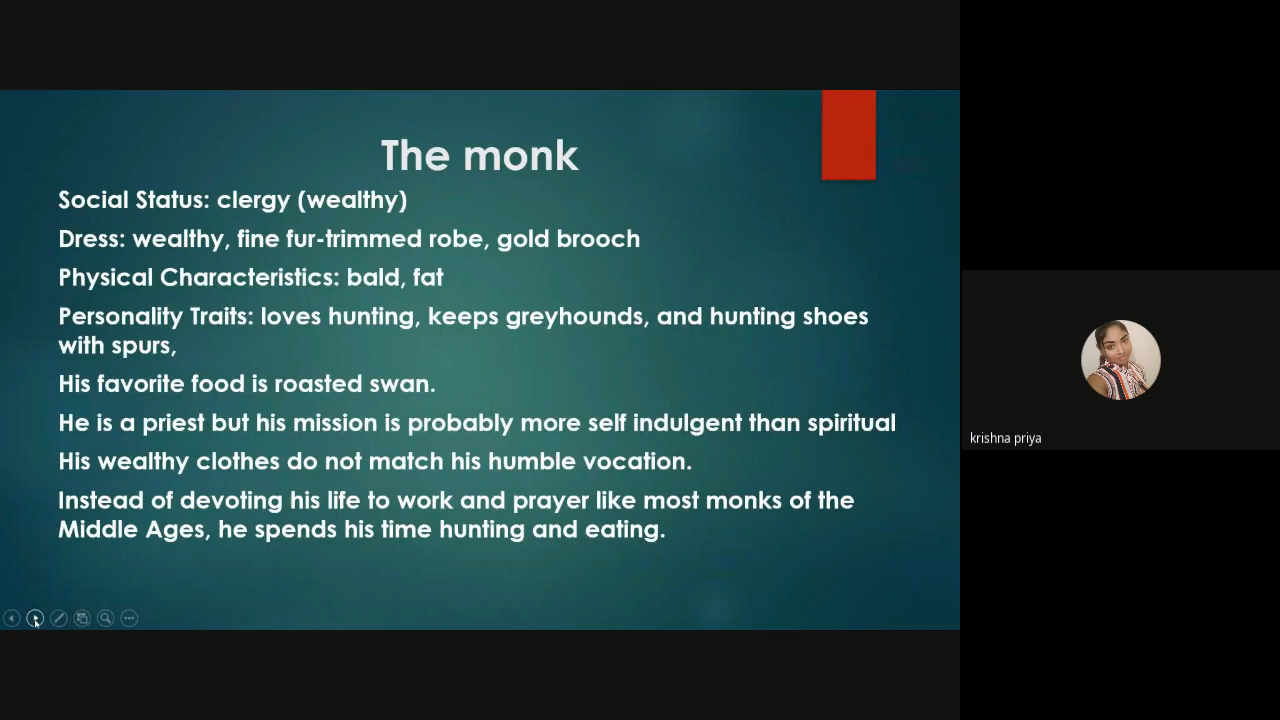 The monk
Social Status: clergy (wealthy)
Dress: wealthy, fine fur-trimmed robe, gold brooch
Physical Characteristics: bald, fat
Personality Traits: loves hunting, keeps greyhounds, and hunting shoes
with spurs,
His favorite food is roasted swan.
He is a priest but his mission is probably more self indulgent than spiritual
His wealthy clothes do not match his humble vocation.
Instead of devoting his life to work and prayer like most monks of the
Middle Ages, he spends his time hunting and eating.
krishna priya